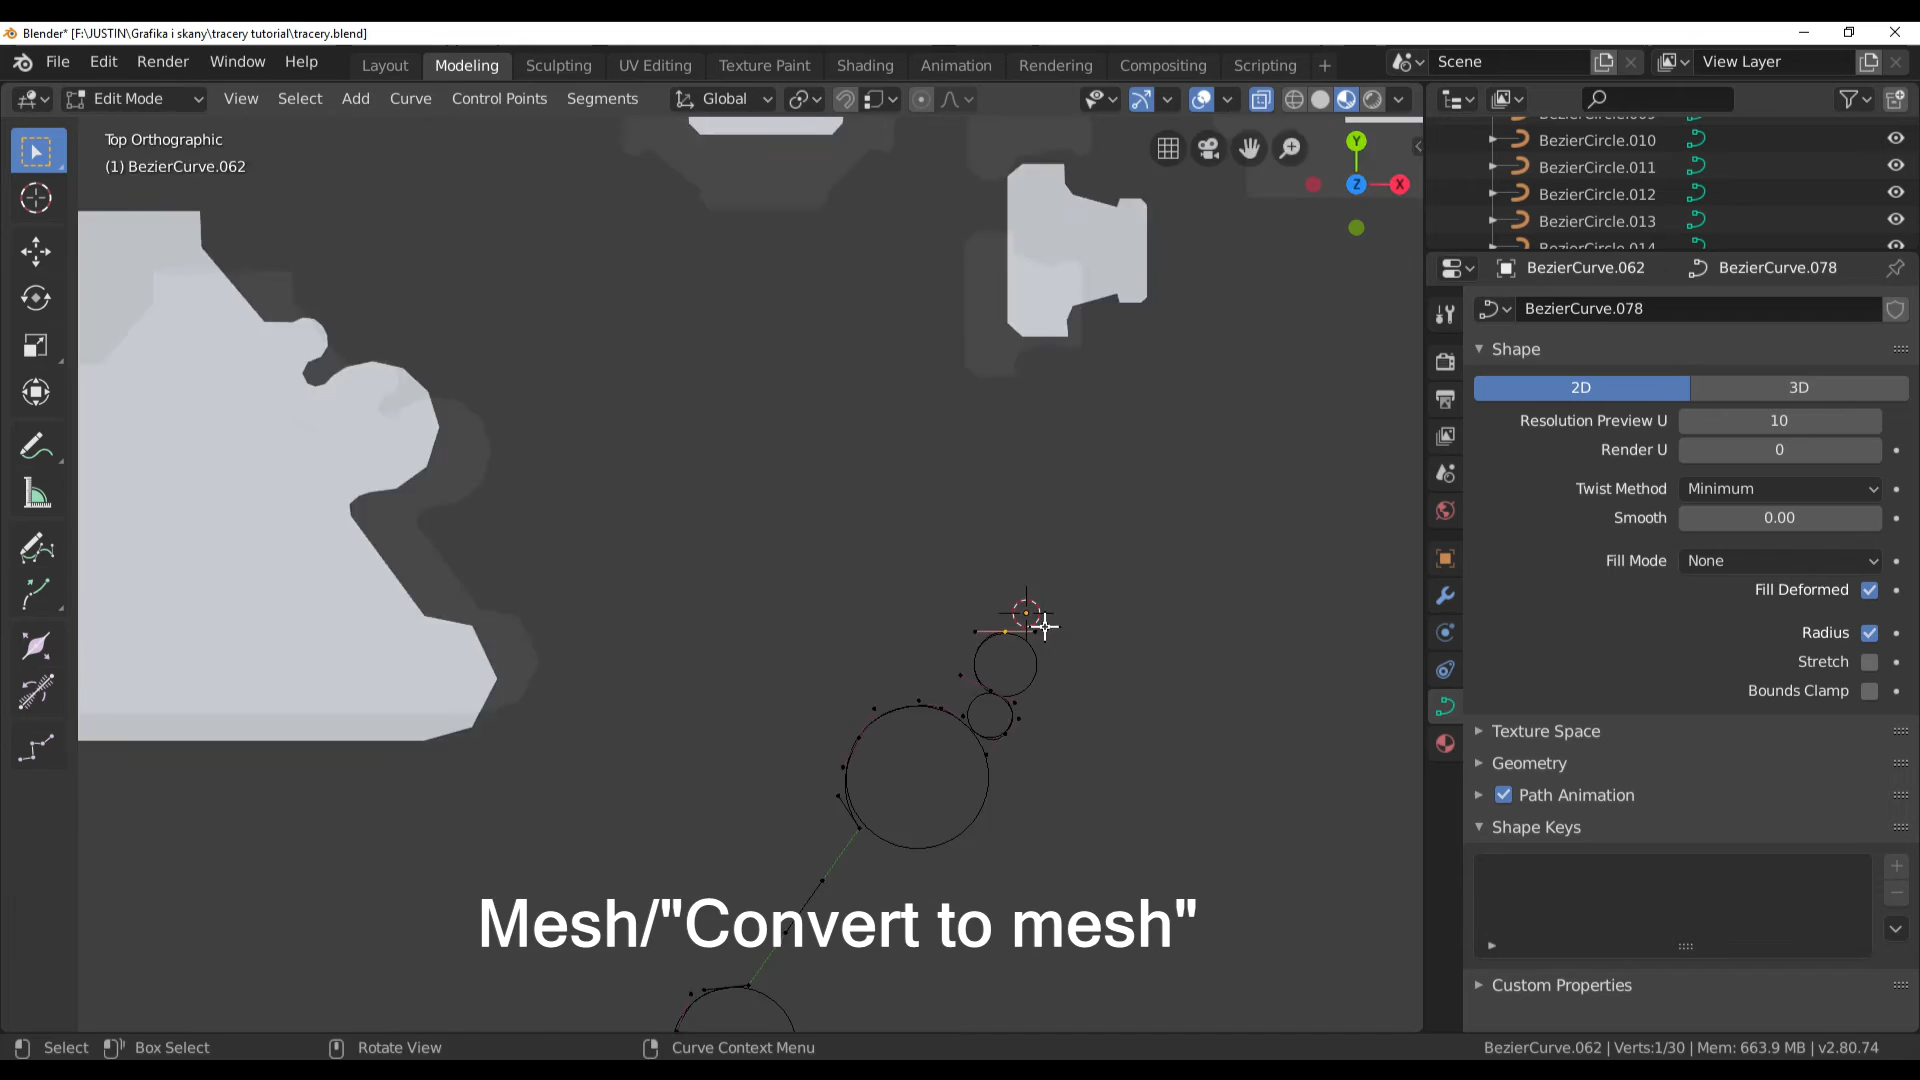 Blender* [F:\JUSTIN\Grafika i skany\tracery tutorial\tracery.blend]
File Edit Render Window Help Layout Modeling Sculpting UV Editing Texture Paint Shading Animation Rendering Compositing Scripting + Scene View Layer
Edit Mode View Select Add Curve Control Points Segments Global
Top Orthographic
(1) BezierCurve.062
Y
Z
X
BezierCircle.010
BezierCircle.011
BezierCircle.012
BezierCircle.013
BezierCircle.014
BezierCurve.062 BezierCurve.078
BezierCurve.078
Shape
2D 3D
Resolution Preview U 10
Render U 0
Twist Method Minimum
Smooth 0.00
Fill Mode None
Fill Deformed
Radius
Stretch
Bounds Clamp
Texture Space
Geometry
Path Animation
Shape Keys
Custom Properties
Mesh/"Convert to mesh"
Select Box Select Rotate View Curve Context Menu BezierCurve.062 | Verts:1/30 | Mem: 663.9 MB | v2.80.74